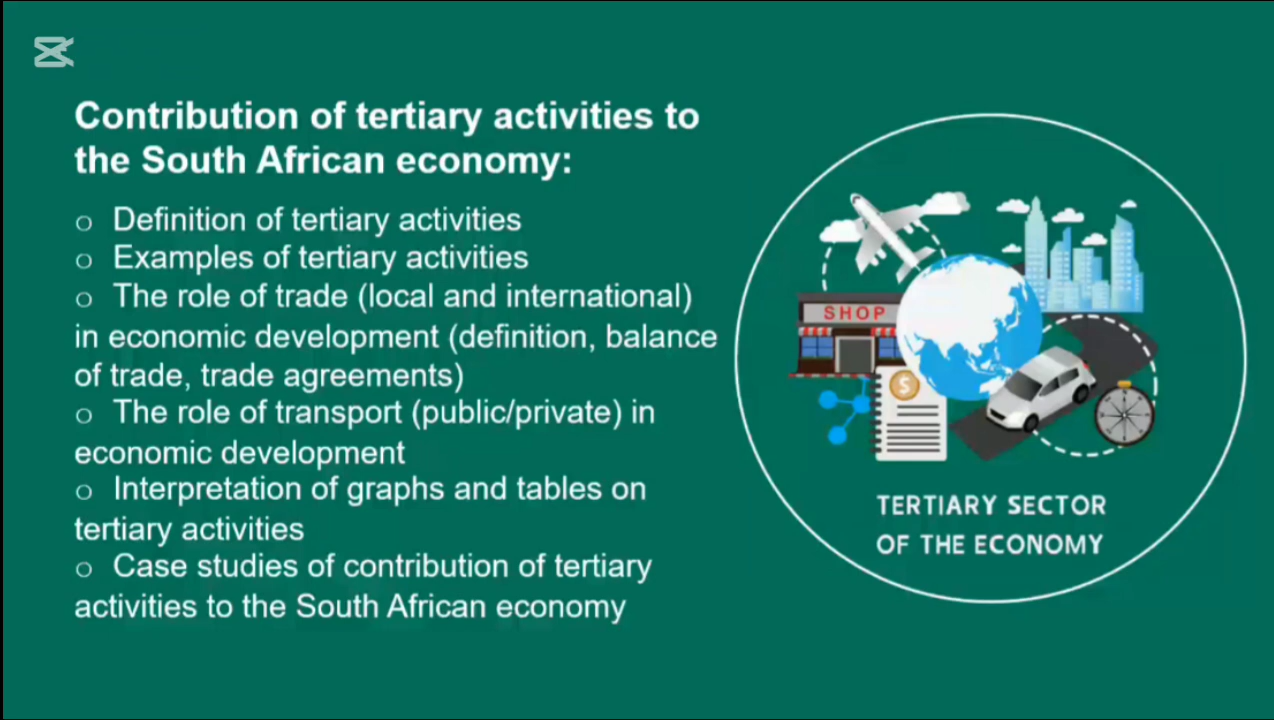 Contribution of tertiary activities to
the South African economy:
o Definition of tertiary activities
o Examples of tertiary activities
o The role of trade (local and international)
in economic development (definition, balance
of trade, trade agreements)
o The role of transport (public/private) in
economic development
o Interpretation of graphs and tables on
tertiary activities
o Case studies of contribution of tertiary
activities to the South African economy
SHOP
$
TERTIARY SECTOR
OF THE ECONOMY